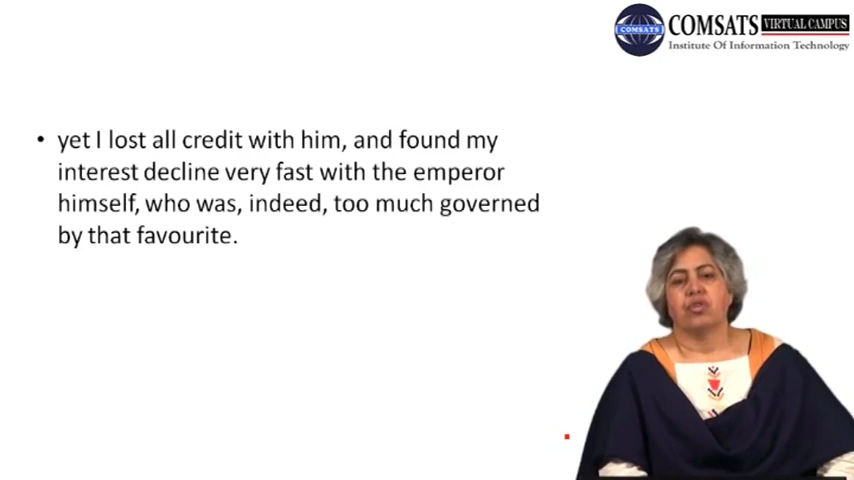 COMSATS VIRTUAL CAMPUS
COMSATS
Institute Of Information Technology
• yet I lost all credit with him, and found my
interest decline very fast with the emperor
himself, who was, indeed, too much governed
by that favourite.